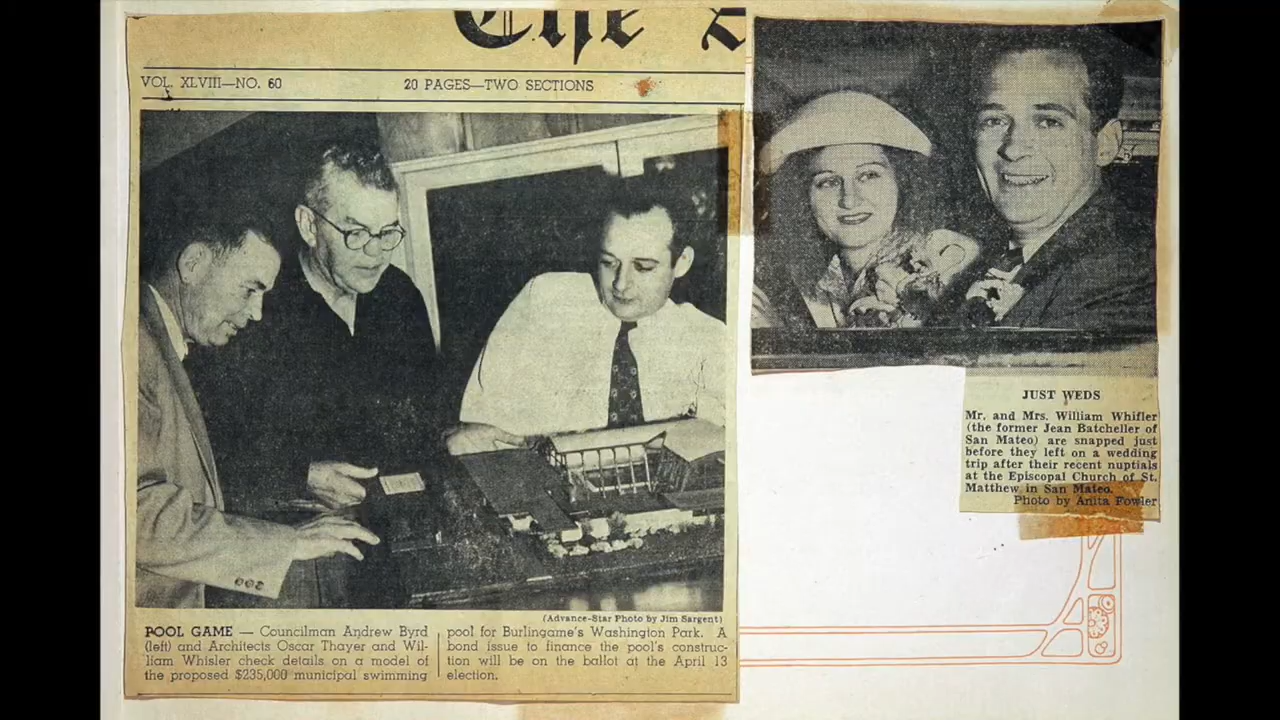 The
VOL. XLVIII—NO. 60
20 PAGES—TWO SECTIONS
(Advance-Star Photo by Jim Sargent)
POOL GAME — Councilman Andrew Byrd
(left) and Architects Oscar Thayer and Wil-
liam Whisler check details on a model of
the proposed $235,000 municipal swimming
pool for Burlingame's Washington Park. A
bond issue to finance the pool's construc-
tion will be on the ballot at the April 13
election.
JUST WEDS
Mr. and Mrs. William Whifler
(the former Jean Batcheller of
San Mateo) are snapped just
before they left on a wedding
trip after their recent nuptials
at the Episcopal Church of St.
Matthew in San Mateo.
Photo by Anita Fowler